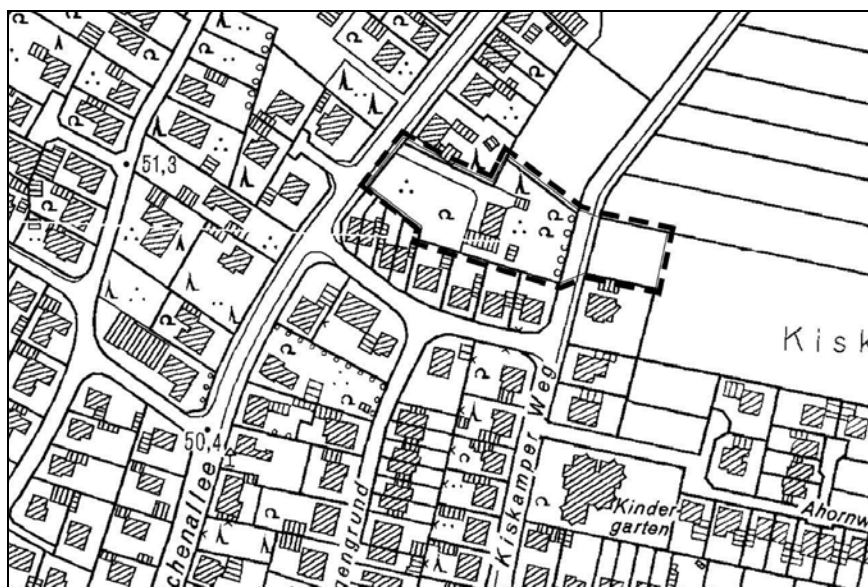 51,3
Kisk
50,4
chenallee
gengrund
Kiskamper Weg
Kinder-
garten
Ahornw